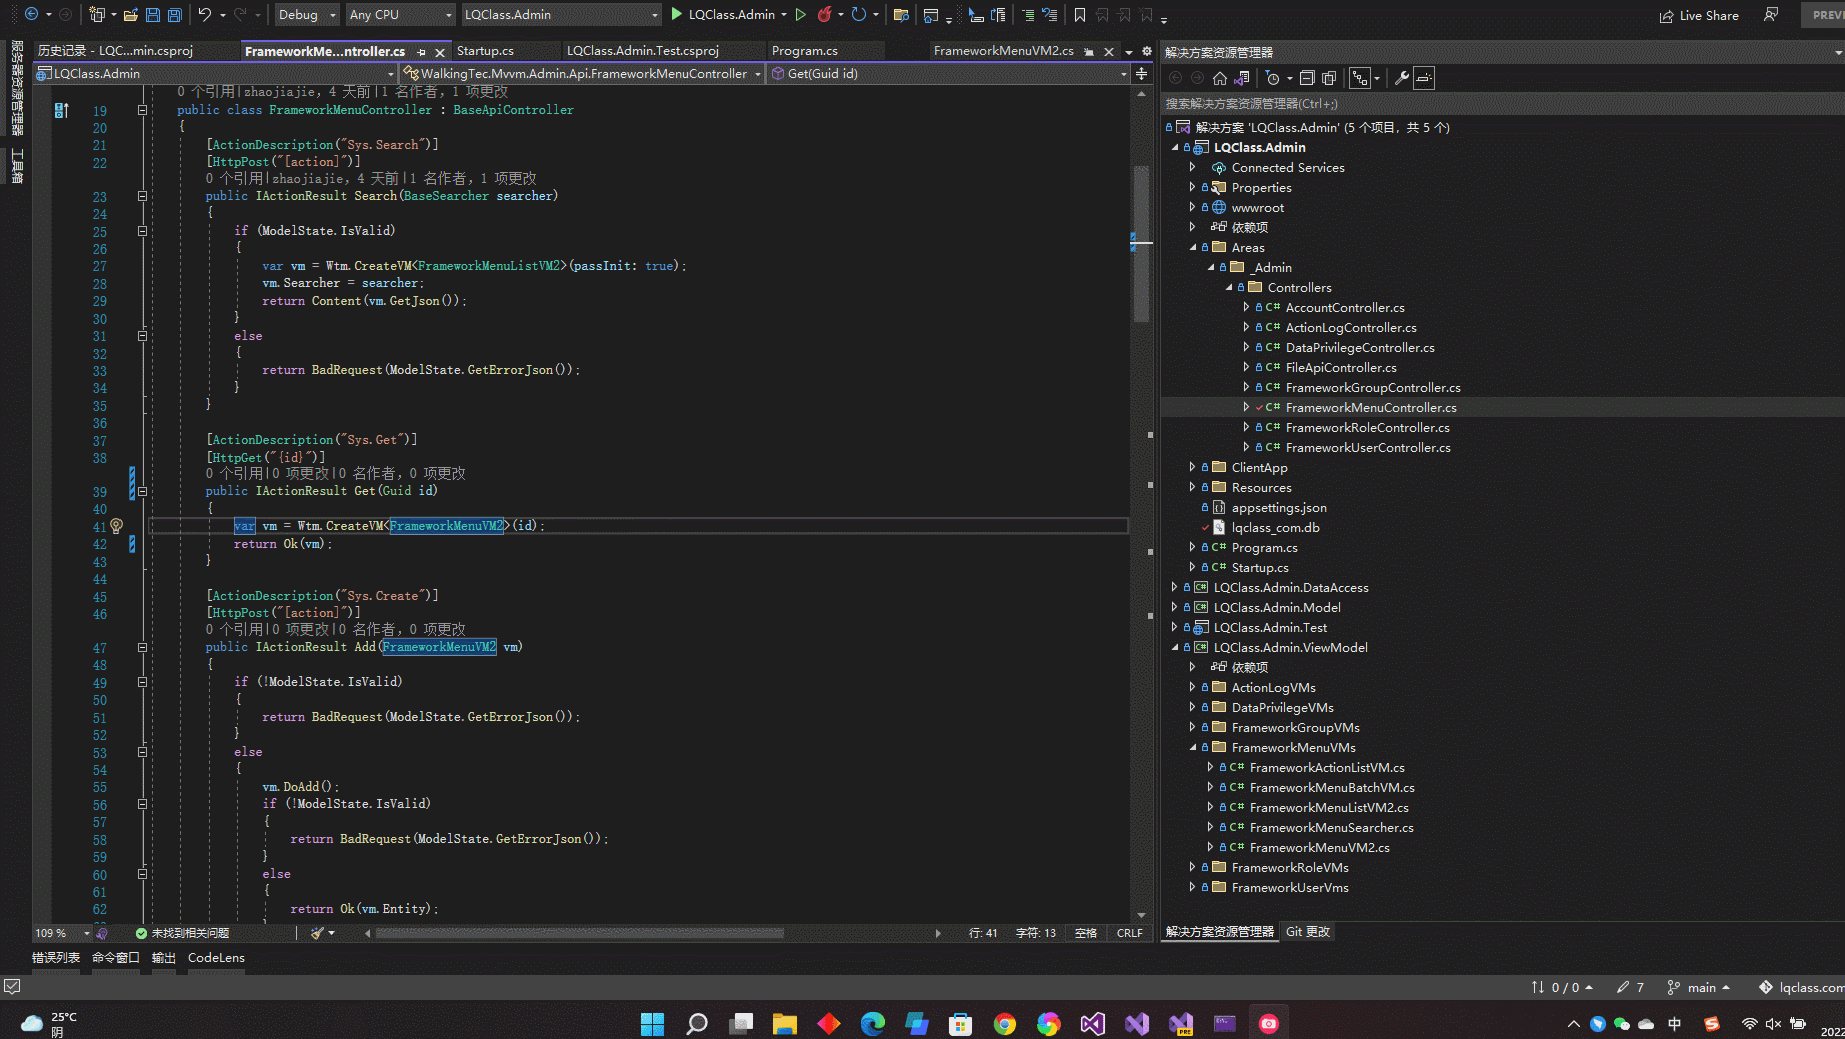 Debug
Any CPU
LQClass.Admin
LQClass.Admin
Live Share
PREV
服务器资源管理器
工具箱
历史记录 - LQC...min.csproj
FrameworkMe...ntroller.cs
Startup.cs
LQClass.Admin.Test.csproj
Program.cs
FrameworkMenuVM2.cs
LQClass.Admin
WalkingTec.Mvvm.Admin.Api.FrameworkMenuController
Get(Guid id)
0 个引用|zhaojiajie，4 天前|1 名作者，1 项更改
19 public class FrameworkMenuController : BaseApiController
20 {
21 [ActionDescription("Sys.Search")]
22 [HttpPost("[action]")]
0 个引用|zhaojiajie，4 天前|1 名作者，1 项更改
23 public IActionResult Search(BaseSearcher searcher)
24 {
25 if (ModelState.IsValid)
26 {
27 var vm = Wtm.CreateVM<FrameworkMenuListVM2>(passInit: true);
28 vm.Searcher = searcher;
29 return Content(vm.GetJson());
30 }
31 else
32 {
33 return BadRequest(ModelState.GetErrorJson());
34 }
35 }
36
37 [ActionDescription("Sys.Get")]
38 [HttpGet("{id}")]
0 个引用|0 项更改|0 名作者，0 项更改
39 public IActionResult Get(Guid id)
40 {
41 var vm = Wtm.CreateVM<FrameworkMenuVM2>(id);
42 return Ok(vm);
43 }
44
45 [ActionDescription("Sys.Create")]
46 [HttpPost("[action]")]
0 个引用|0 项更改|0 名作者，0 项更改
47 public IActionResult Add(FrameworkMenuVM2 vm)
48 {
49 if (!ModelState.IsValid)
50 {
51 return BadRequest(ModelState.GetErrorJson());
52 }
53 else
54 {
55 vm.DoAdd();
56 if (!ModelState.IsValid)
57 {
58 return BadRequest(ModelState.GetErrorJson());
59 }
60 else
61 {
62 return Ok(vm.Entity);
109 %
未找到相关问题
行: 41
字符: 13
空格
CRLF
错误列表
命令窗口
输出
CodeLens
解决方案资源管理器
搜索解决方案资源管理器(Ctrl+;)
解决方案 'LQClass.Admin' (5 个项目，共 5 个)
LQClass.Admin
Connected Services
Properties
wwwroot
依赖项
Areas
_Admin
Controllers
C# AccountController.cs
C# ActionLogController.cs
C# DataPrivilegeController.cs
C# FileApiController.cs
C# FrameworkGroupController.cs
C# FrameworkMenuController.cs
C# FrameworkRoleController.cs
C# FrameworkUserController.cs
ClientApp
Resources
appsettings.json
lqclass_com.db
C# Program.cs
C# Startup.cs
C# LQClass.Admin.DataAccess
C# LQClass.Admin.Model
LQClass.Admin.Test
C# LQClass.Admin.ViewModel
依赖项
ActionLogVMs
DataPrivilegeVMs
FrameworkGroupVMs
FrameworkMenuVMs
C# FrameworkActionListVM.cs
C# FrameworkMenuBatchVM.cs
C# FrameworkMenuListVM2.cs
C# FrameworkMenuSearcher.cs
C# FrameworkMenuVM2.cs
FrameworkRoleVMs
FrameworkUserVms
解决方案资源管理器
Git 更改
0 / 0
7
main
lqclass.com
25°C
阴
PRE
中
2022